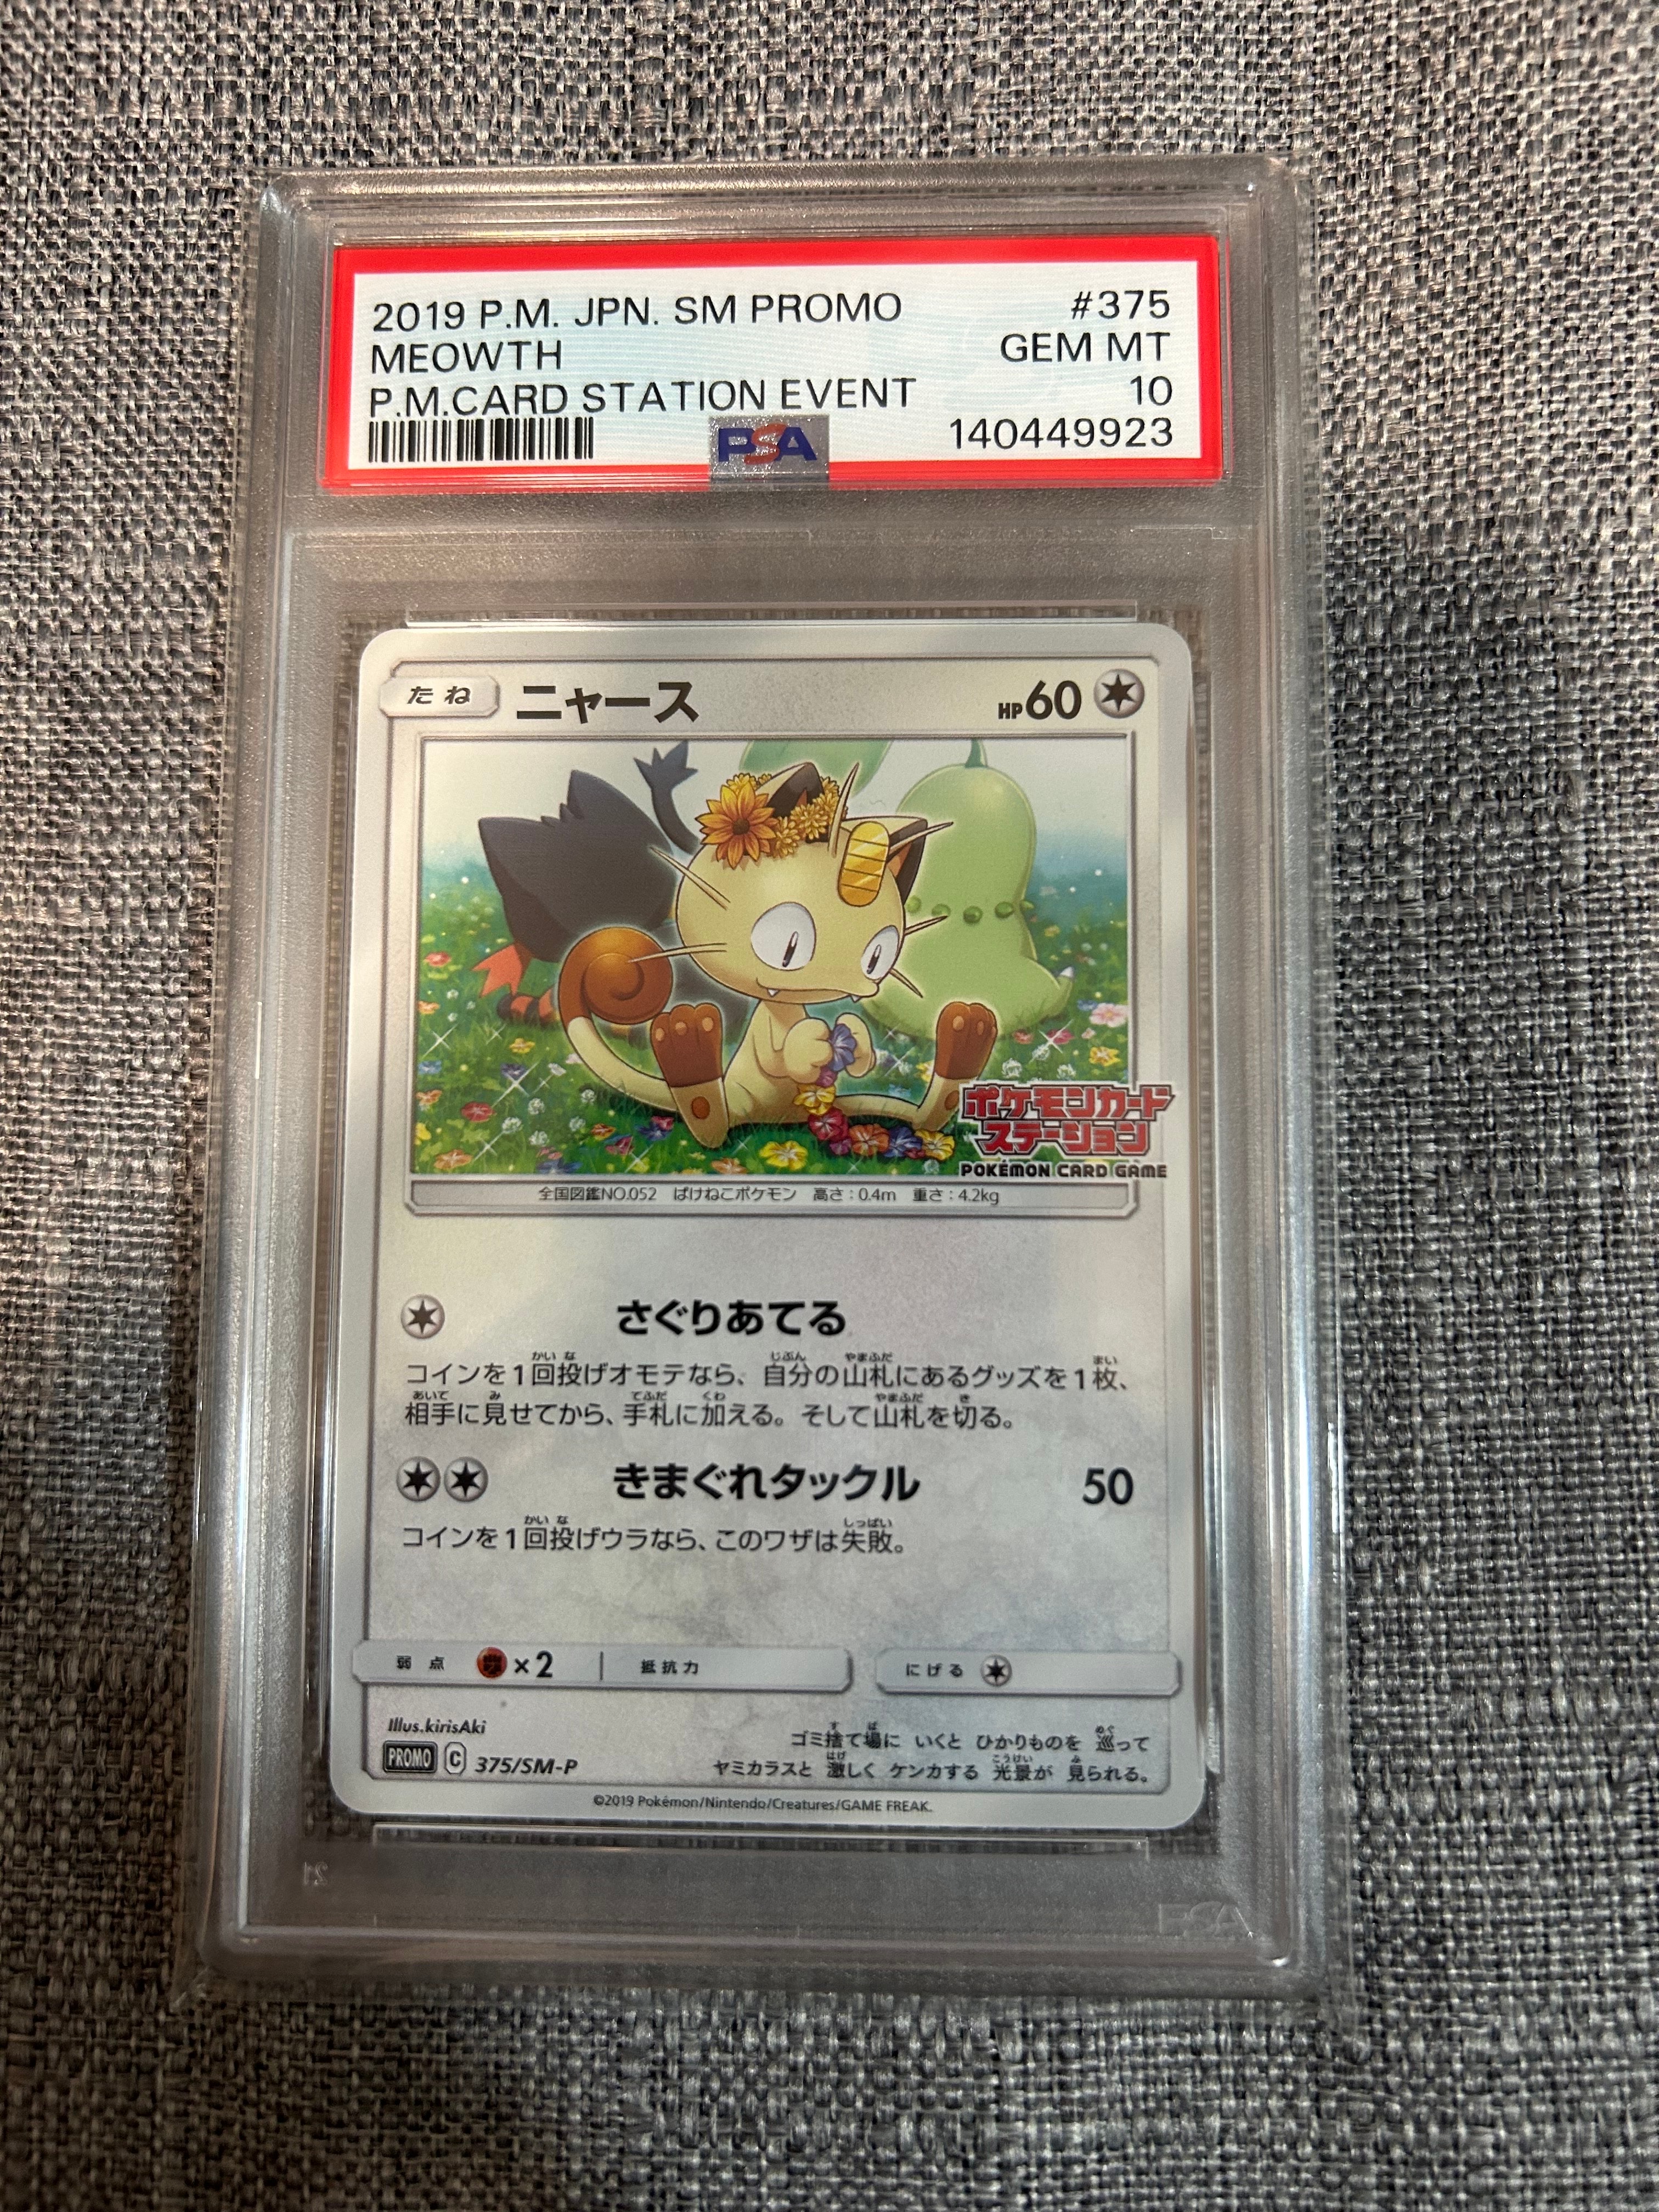 2019 P.M. JPN. SM PROMO #375
MEOWTH GEM MT
P.M.CARD STATION EVENT 10
PSA 140449923
たね ニャース HP60
ポケモンカード
ステーション
POKÉMON CARD GAME
全国図鑑NO.052 ばけねこポケモン 高さ:0.4m 重さ:4.2kg
さぐりあてる
コインを1回投げオモテなら、自分の山札にあるグッズを1枚、
相手に見せてから、手札に加える。そして山札を切る。
きまぐれタックル 50
コインを1回投げウラなら、このワザは失敗。
弱点 ×2 抵抗力 にげる
Illus.kirisAki
PROMO C 375/SM-P
ゴミ捨て場に いくと ひかりものを 巡って
ヤミカラスと 激しく ケンカする 光景が 見られる。
©2019 Pokémon/Nintendo/Creatures/GAME FREAK.
PSA